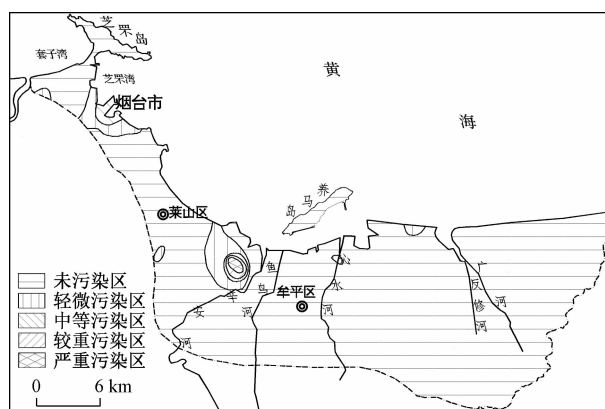 芝罘岛
套子湾
芝罘湾
烟台市
黄海
养马岛
莱山区
鱼鸟河
辛安河
牟平区
沁水河
广河
反修河
未污染区
轻微污染区
中等污染区
较重污染区
严重污染区
0 6 km